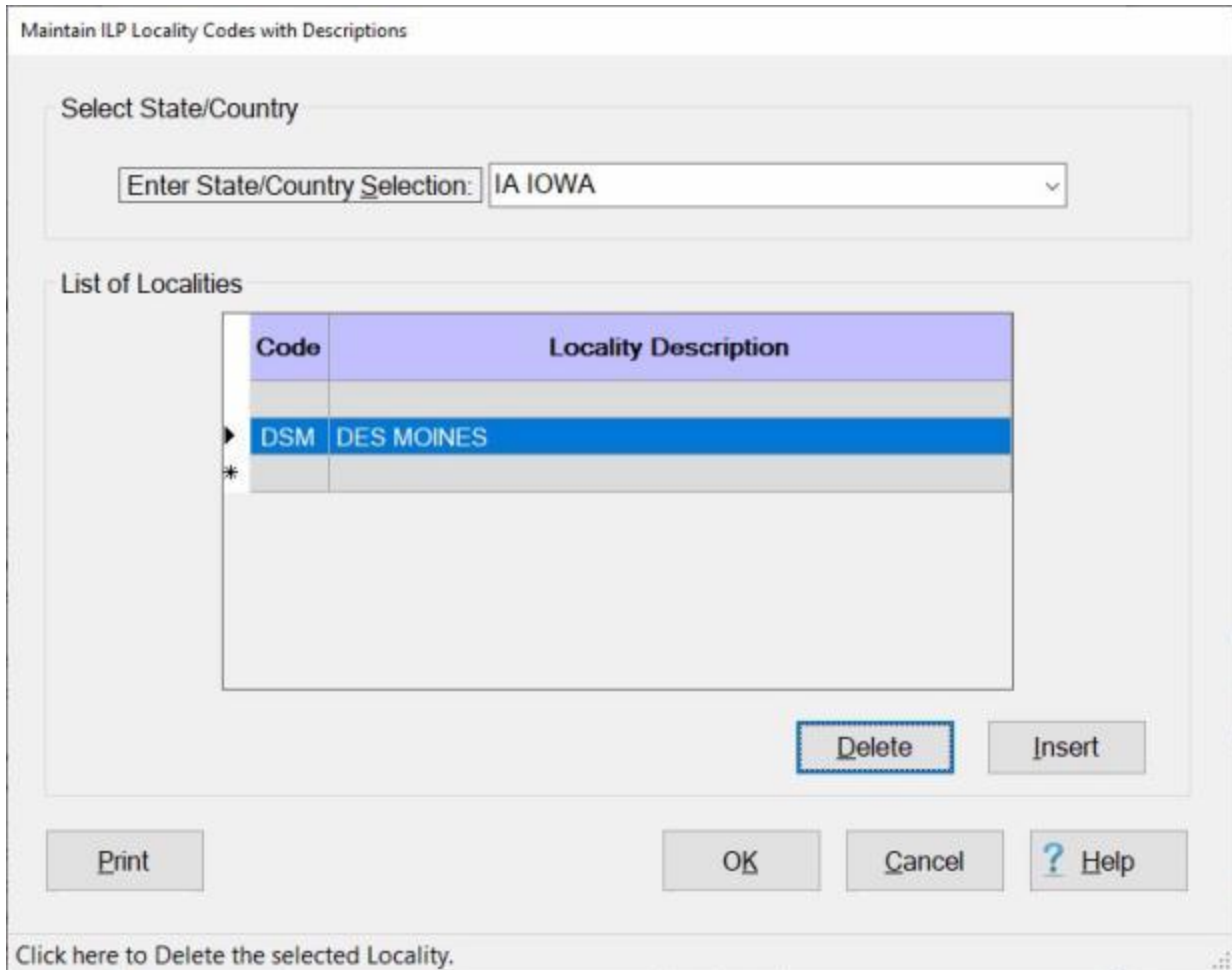 Maintain ILP Locality Codes with Descriptions
Select State/Country
Enter State/Country Selection: IA IOWA
List of Localities
Code Locality Description
DSM DES MOINES
*
Delete Insert
Print OK Cancel ? Help
Click here to Delete the selected Locality.